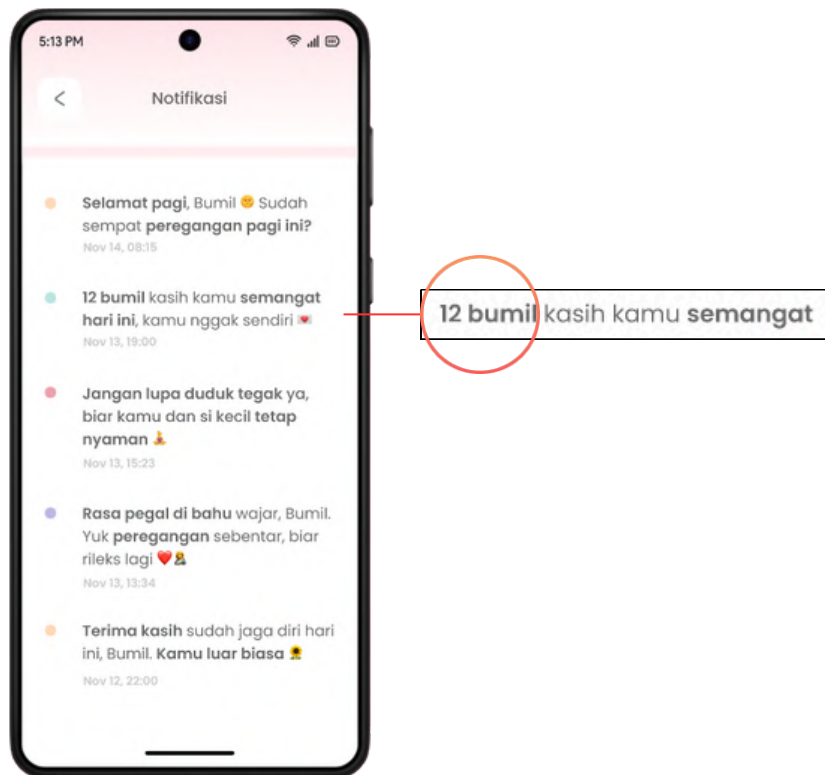 5:13 PM
Notifikasi
Selamat pagi, Bumil 😊 Sudah
sempat peregangan pagi ini?
Nov 14, 08:15
12 bumil kasih kamu semangat
hari ini, kamu nggak sendiri 💌
Nov 13, 19:00
Jangan lupa duduk tegak ya,
biar kamu dan si kecil tetap
nyaman 🧘
Nov 13, 15:23
Rasa pegal di bahu wajar, Bumil.
Yuk peregangan sebentar, biar
rileks lagi ❤️🤱
Nov 13, 13:34
Terima kasih sudah jaga diri hari
ini, Bumil. Kamu luar biasa 🌻
Nov 12, 22:00
12 bumil kasih kamu semangat